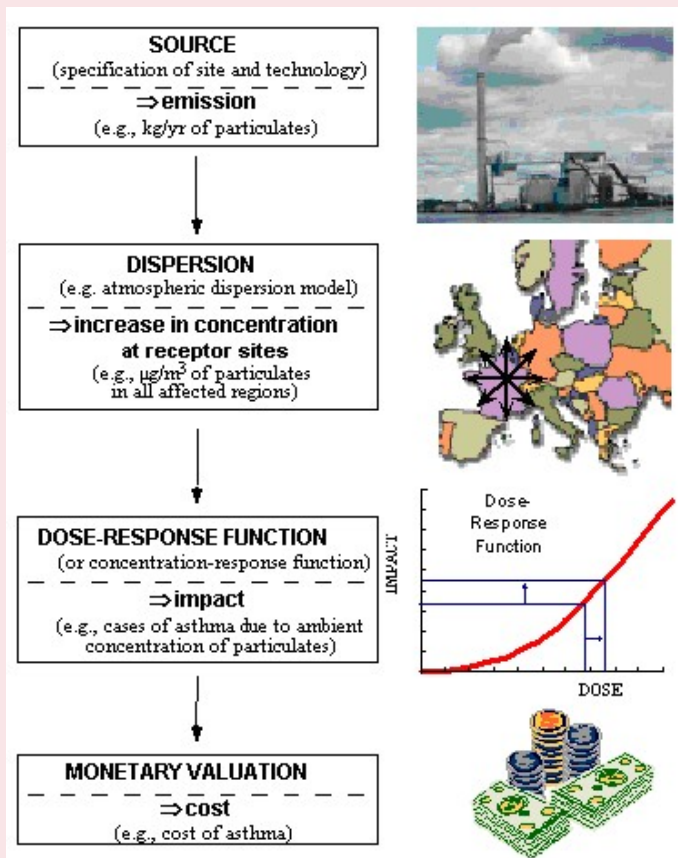 SOURCE
(specification of site and technology)
⇒emission
(e.g., kg/yr of particulates)
DISPERSION
(e.g. atmospheric dispersion model)
⇒increase in concentration
at receptor sites
(e.g., µg/m³ of particulates
in all affected regions)
DOSE-RESPONSE FUNCTION
(or concentration-response function)
⇒impact
(e.g., cases of asthma due to ambient
concentration of particulates)
Dose-
Response
Function
IMPACT
DOSE
MONETARY VALUATION
⇒cost
(e.g., cost of asthma)